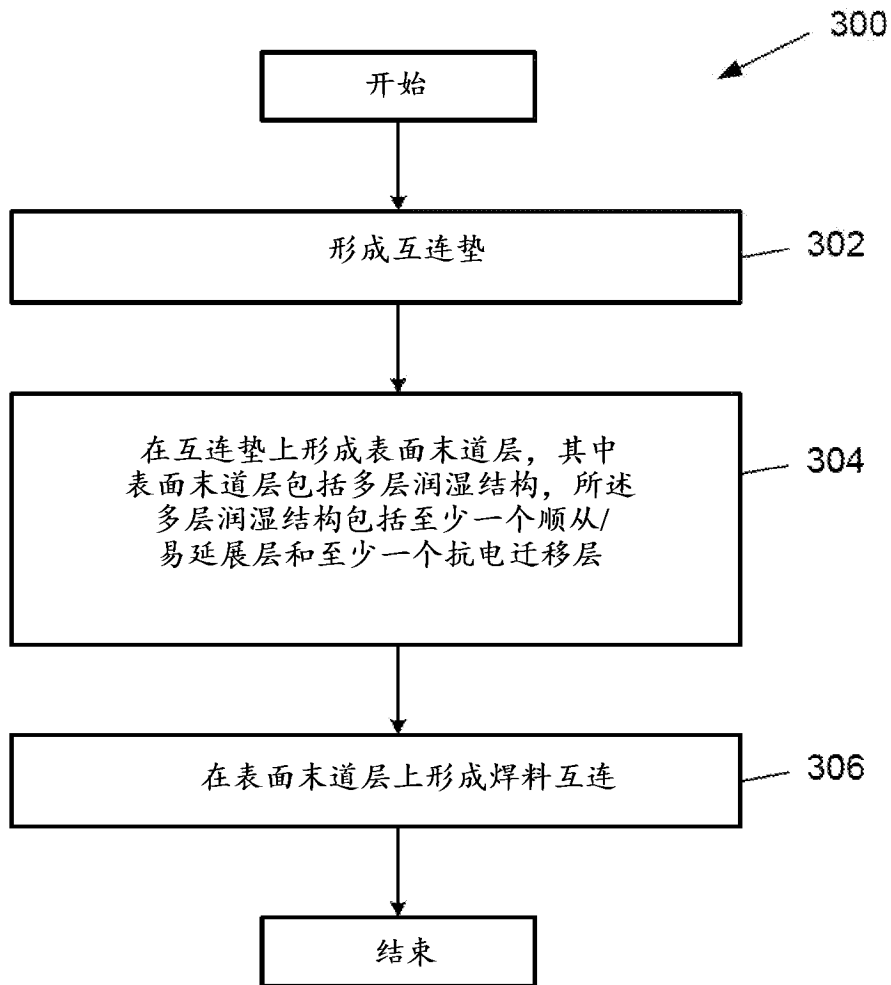 300
开始
形成互连垫
302
在互连垫上形成表面末道层，其中
表面末道层包括多层润湿结构，所述
多层润湿结构包括至少一个顺从/
易延展层和至少一个抗电迁移层
304
在表面末道层上形成焊料互连
306
结束